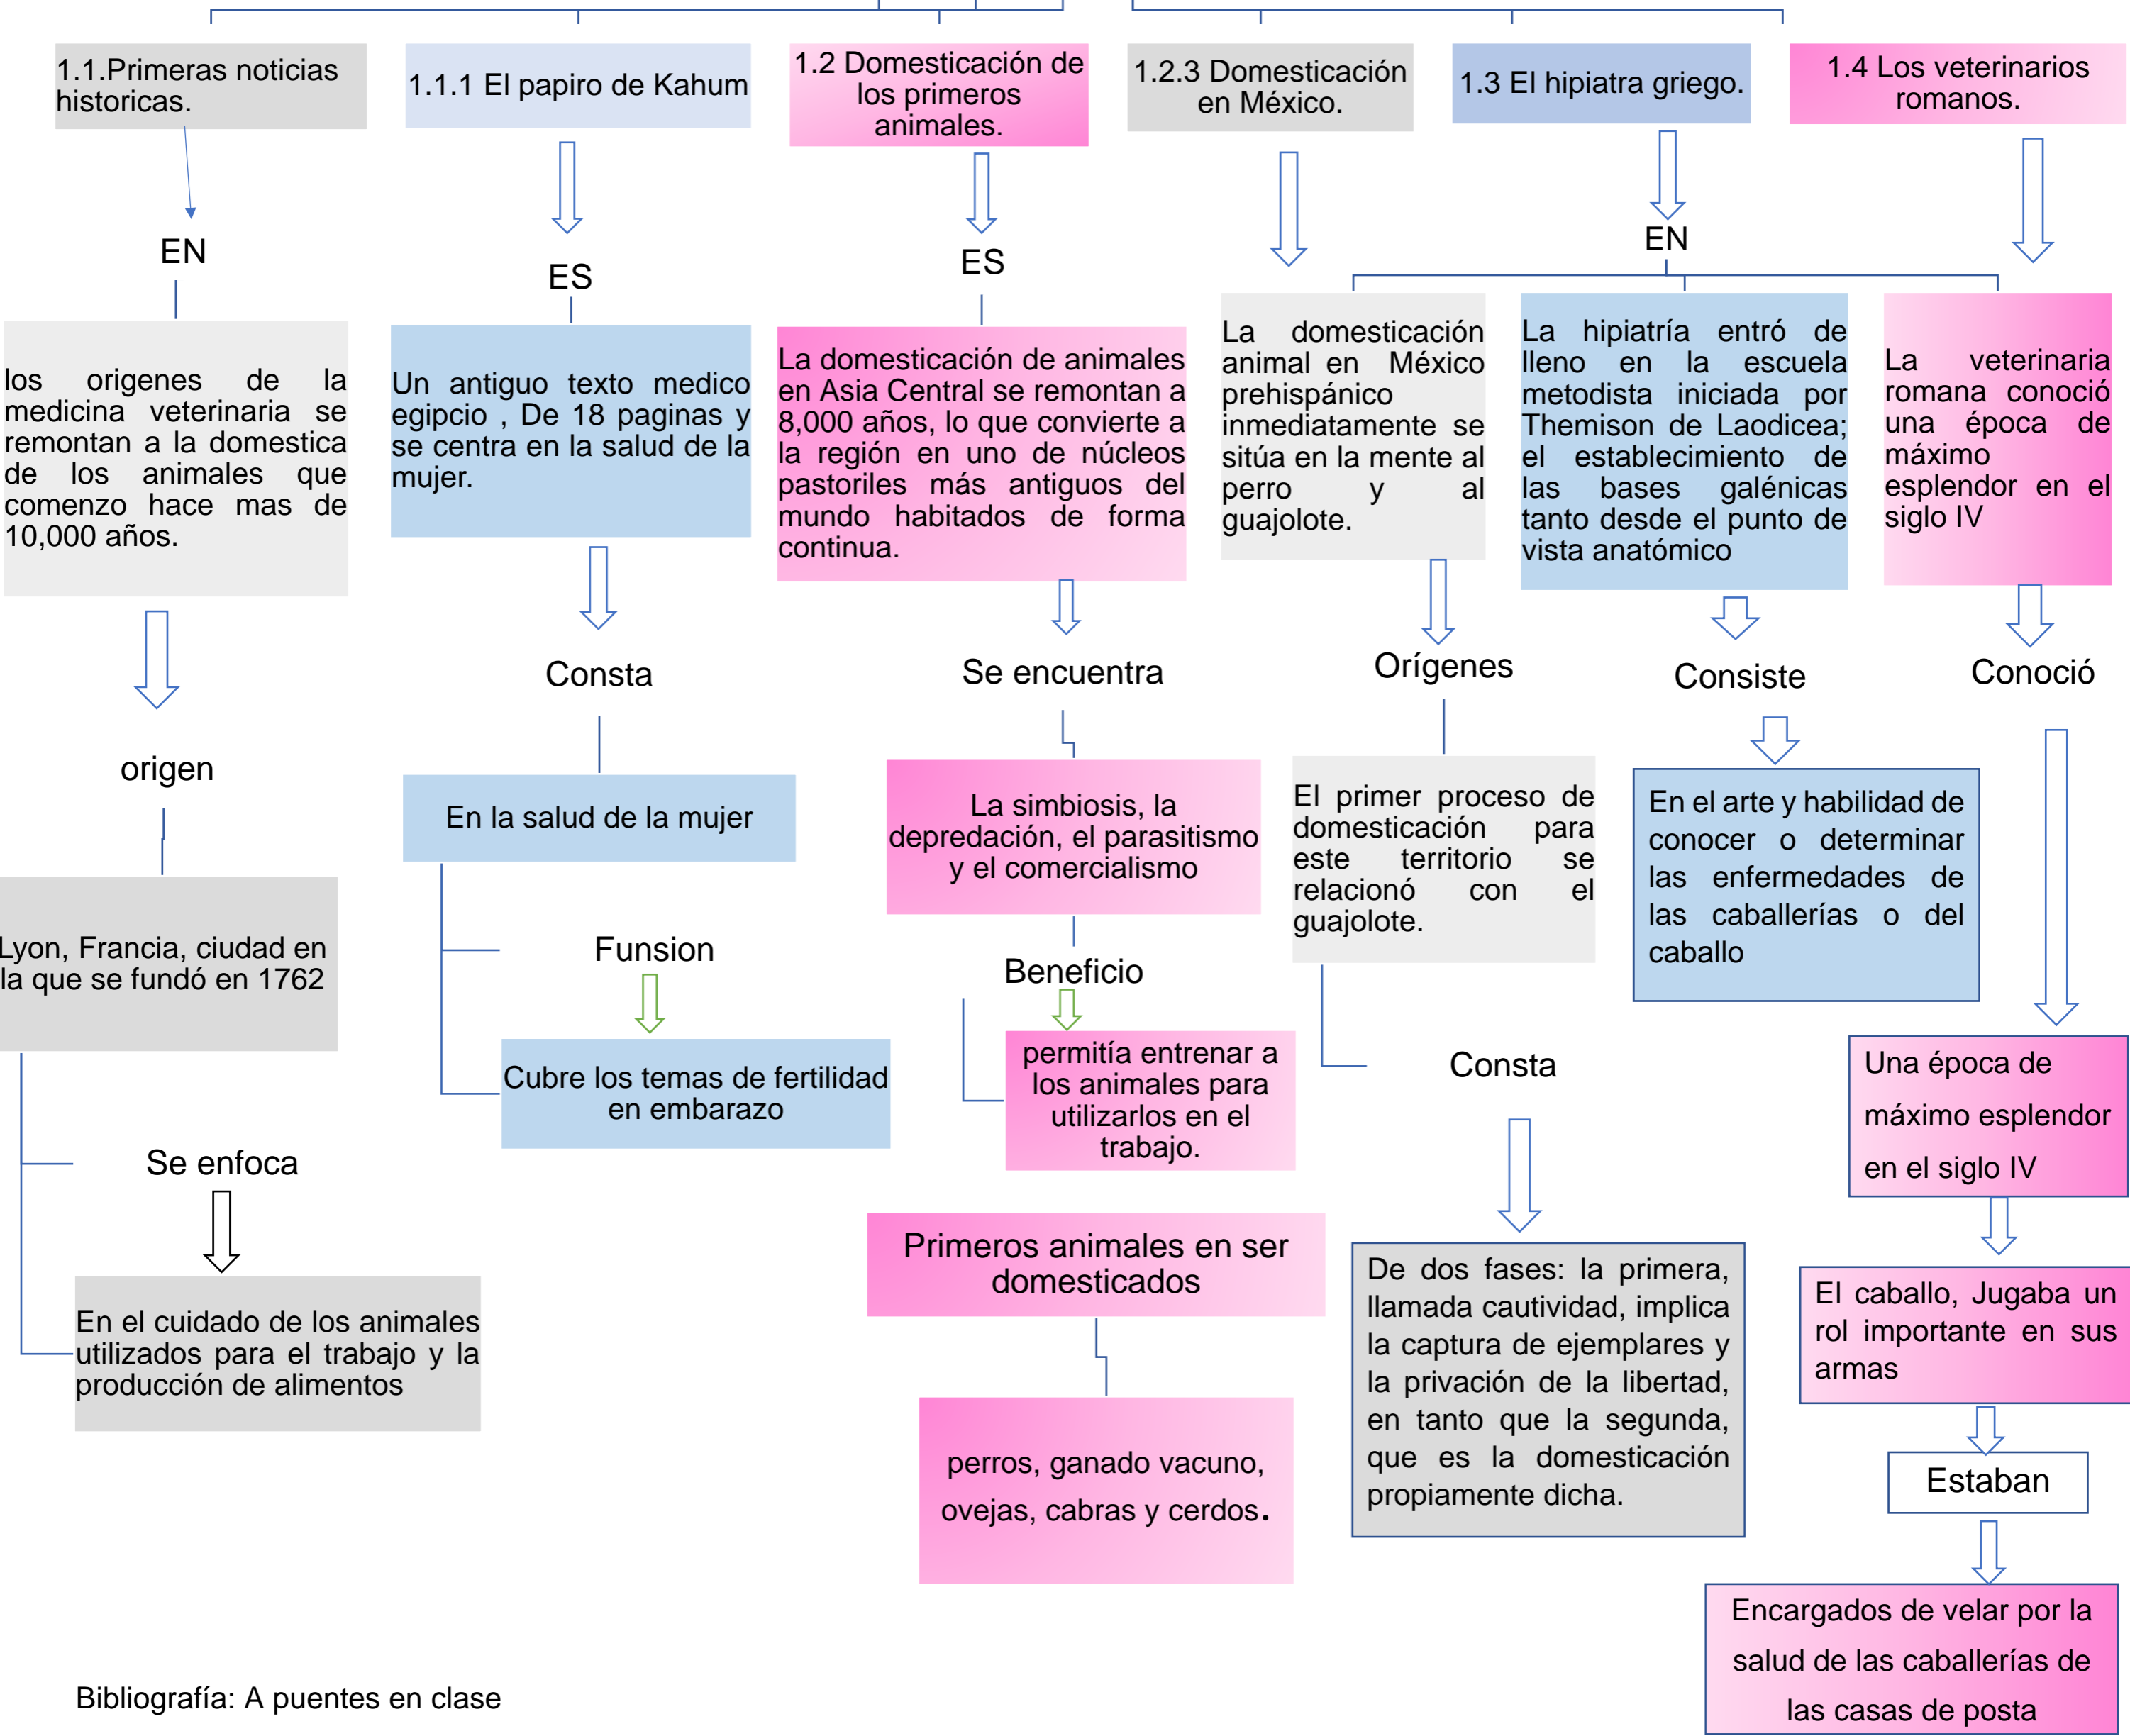 1.1.Primeras noticias
historicas.
1.1.1 El papiro de Kahum
1.2 Domesticación de
los primeros
animales.
1.2.3 Domesticación
en México.
1.3 El hipiatra griego.
1.4 Los veterinarios
romanos.
EN
ES
ES
EN
los origenes de la
medicina veterinaria se
remontan a la domestica
de los animales que
comenzo hace mas de
10,000 años.
Un antiguo texto medico
egipcio , De 18 paginas y
se centra en la salud de la
mujer.
La domesticación de animales
en Asia Central se remontan a
8,000 años, lo que convierte a
la región en uno de núcleos
pastoriles más antiguos del
mundo habitados de forma
continua.
La domesticación
animal en México
prehispánico
inmediatamente se
sitúa en la mente al
perro y al
guajolote.
La hipiatría entró de
lleno en la escuela
metodista iniciada por
Themison de Laodicea;
el establecimiento de
las bases galénicas
tanto desde el punto de
vista anatómico
La veterinaria
romana conoció
una época de
máximo
esplendor en el
siglo IV
origen
Consta
Se encuentra
Orígenes
Consiste
Conoció
Lyon, Francia, ciudad en
la que se fundó en 1762
En la salud de la mujer
La simbiosis, la
depredación, el parasitismo
y el comercialismo
El primer proceso de
domesticación para
este territorio se
relacionó con el
guajolote.
En el arte y habilidad de
conocer o determinar
las enfermedades de
las caballerías o del
caballo
Funsion
Beneficio
Cubre los temas de fertilidad
en embarazo
permitía entrenar a
los animales para
utilizarlos en el
trabajo.
Consta
Una época de
máximo esplendor
en el siglo IV
Se enfoca
En el cuidado de los animales
utilizados para el trabajo y la
producción de alimentos
Primeros animales en ser
domesticados
perros, ganado vacuno,
ovejas, cabras y cerdos.
De dos fases: la primera,
llamada cautividad, implica
la captura de ejemplares y
la privación de la libertad,
en tanto que la segunda,
que es la domesticación
propiamente dicha.
El caballo, Jugaba un
rol importante en sus
armas
Estaban
Encargados de velar por la
salud de las caballerías de
las casas de posta
Bibliografía: A puentes en clase